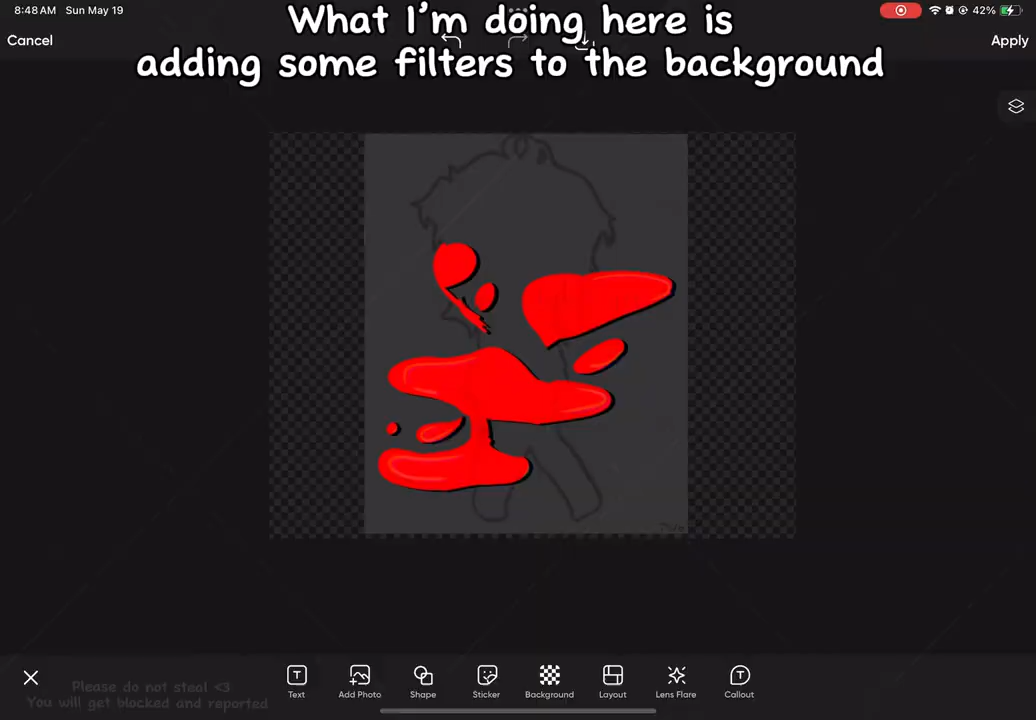 8:48 AM Sun May 19
42%
What I'm doing here is
adding some filters to the background
Cancel
Apply
Text
Add Photo
Shape
Sticker
Background
Layout
Lens Flare
Callout
Please do not steal <3
You will get blocked and reported